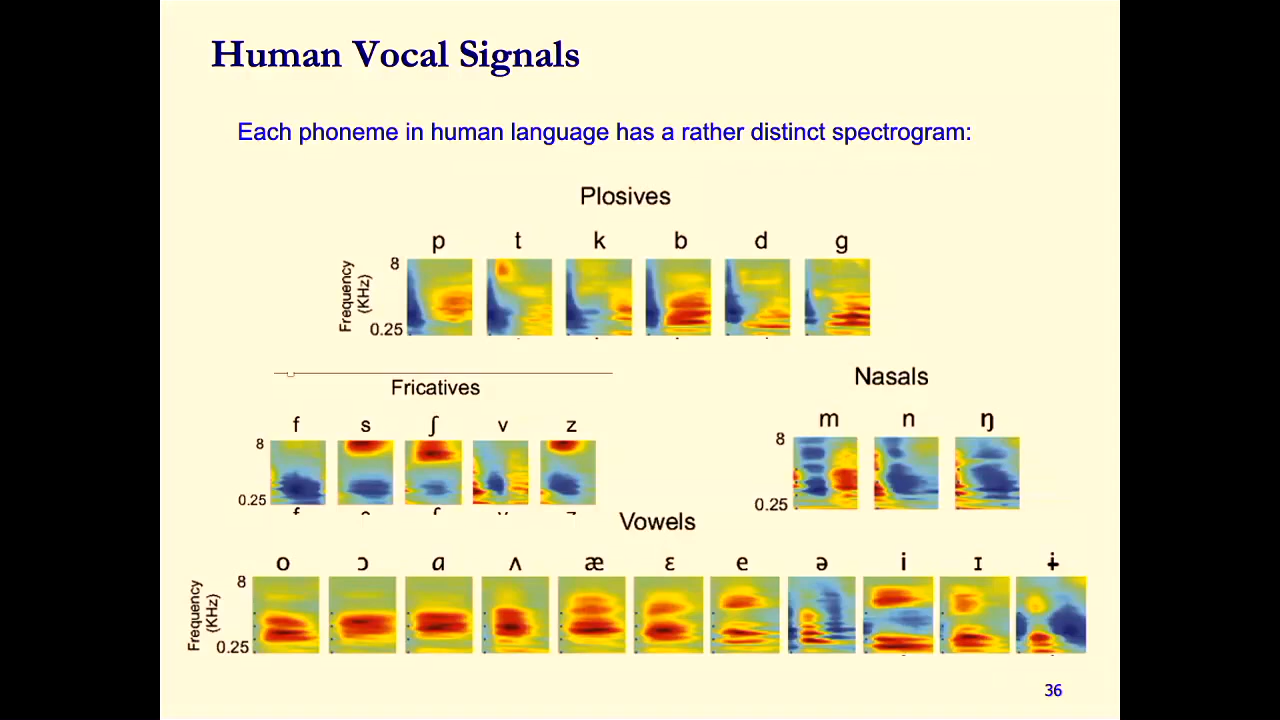 Human Vocal Signals
Each phoneme in human language has a rather distinct spectrogram:
Plosives
p t k b d g
8
Frequency
(KHz)
0.25
Fricatives
f s ʃ v z
8
0.25
Nasals
m n ŋ
8
0.25
Vowels
o ɔ ɑ ʌ æ ɛ e ə i ɪ ɨ
8
Frequency
(KHz)
0.25
36